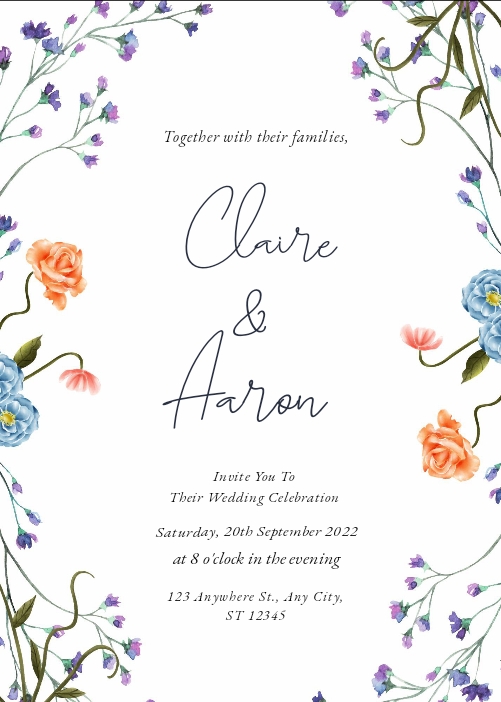 Together with their families,
Claire
&
Aaron
Invite You To
Their Wedding Celebration
Saturday, 20th September 2022
at 8 o'clock in the evening
123 Anywhere St., Any City,
ST 12345